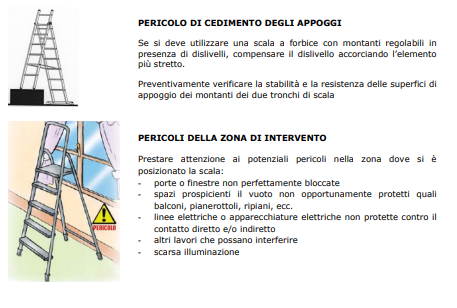 PERICOLO DI CEDIMENTO DEGLI APPOGGI
Se si deve utilizzare una scala a forbice con montanti regolabili in
presenza di dislivelli, compensare il dislivello accorciando l'elemento
più stretto.
Preventivamente verificare la stabilità e la resistenza delle superfici di
appoggio dei montanti dei due tronchi di scala
PERICOLI DELLA ZONA DI INTERVENTO
Prestare attenzione ai potenziali pericoli nella zona dove si è
posizionato la scala:
- porte o finestre non perfettamente bloccate
- spazi prospicienti il vuoto non opportunamente protetti quali
balconi, pianerottoli, ripiani, ecc.
- linee elettriche o apparecchiature elettriche non protette contro il
contatto diretto e/o indiretto
- altri lavori che possano interferire
- scarsa illuminazione
PERICOLO